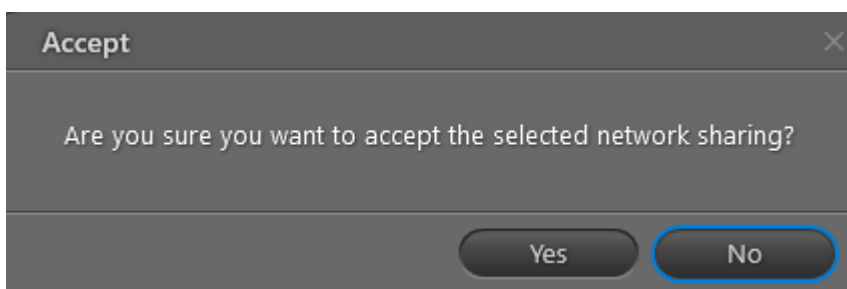 Accept
Are you sure you want to accept the selected network sharing?
Yes
No